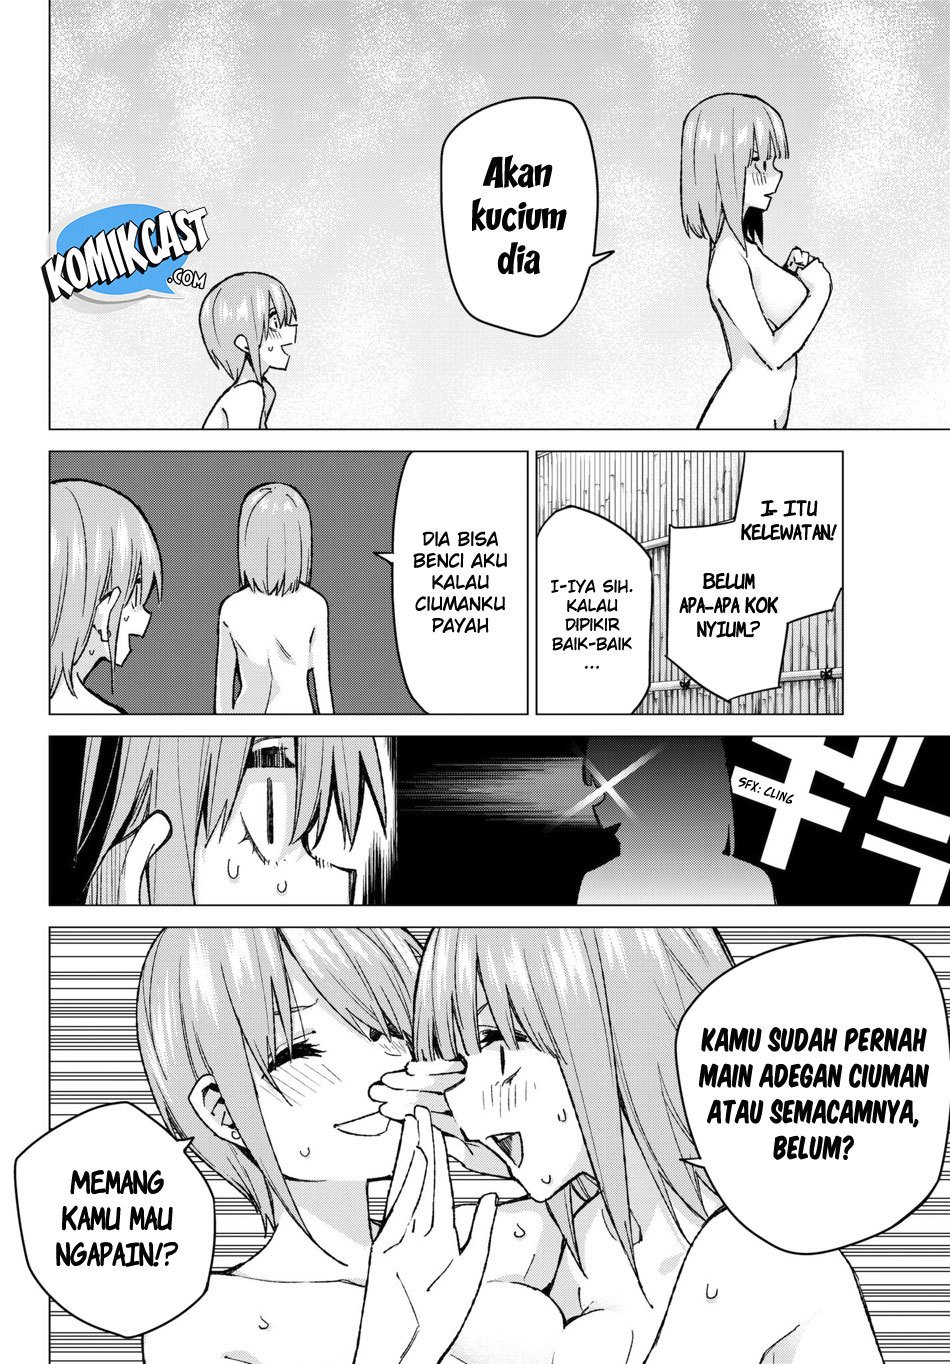 Akan
kucium
dia
KOMIKCAST
.COM
I- ITU
KELEWATAN!
BELUM
APA-APA KOK
NYIUM..?
I-IYA SIH.
KALAU
DIPIKIR
BAIK-BAIK
...
DIA BISA
BENCI AKU
KALAU
CIUMANKU
PAYAH
ギラ
SFX: CLING
KAMU SUDAH PERNAH
MAIN ADEGAN CIUMAN
ATAU SEMACAMNYA,
BELUM?
MEMANG
KAMU MAU
NGAPAIN!?